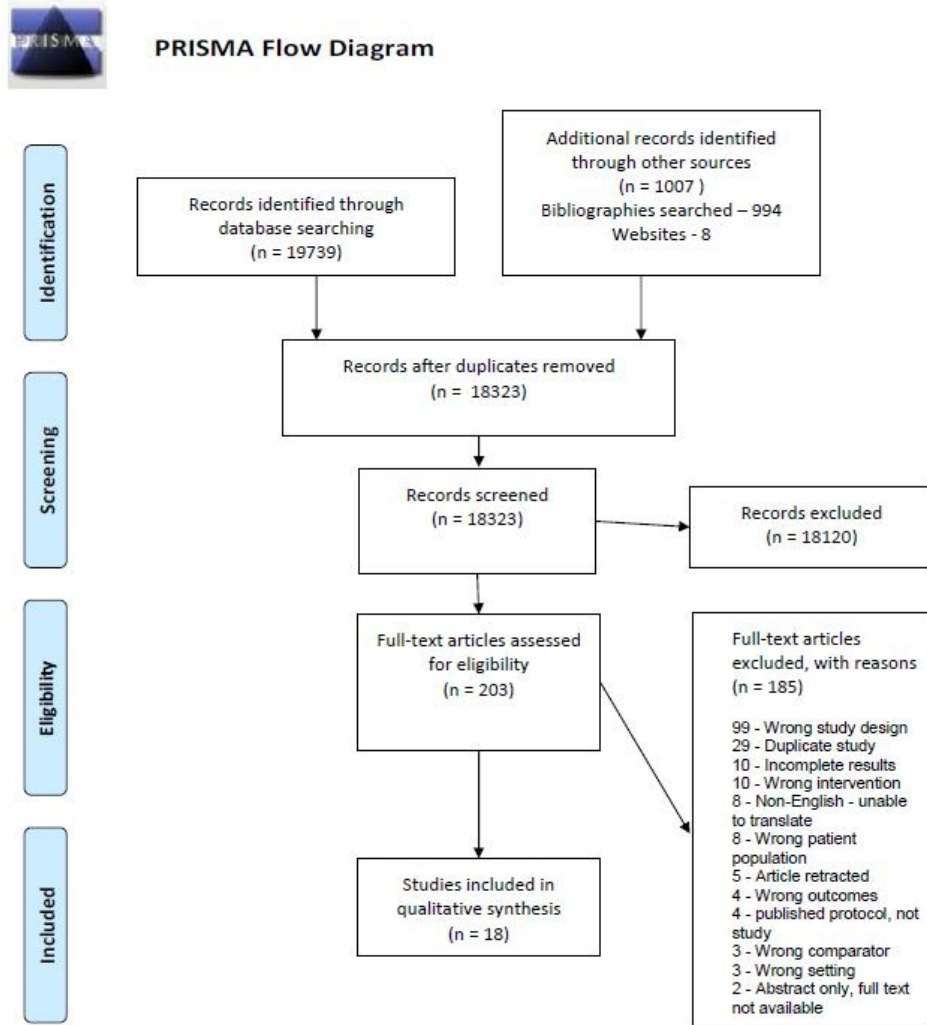 PRISMA
PRISMA Flow Diagram
Identification
Records identified through
database searching
(n = 19739)
Additional records identified
through other sources
(n = 1007 )
Bibliographies searched – 994
Websites - 8
Records after duplicates removed
(n = 18323)
Screening
Records screened
(n = 18323)
Records excluded
(n = 18120)
Eligibility
Full-text articles assessed
for eligibility
(n = 203)
Full-text articles
excluded, with reasons
(n = 185)
99 - Wrong study design
29 - Duplicate study
10 - Incomplete results
10 - Wrong intervention
8 - Non-English - unable
to translate
8 - Wrong patient
population
5 - Article retracted
4 - Wrong outcomes
4 - published protocol, not
study
3 - Wrong comparator
3 - Wrong setting
2 - Abstract only, full text
not available
Included
Studies included in
qualitative synthesis
(n = 18)